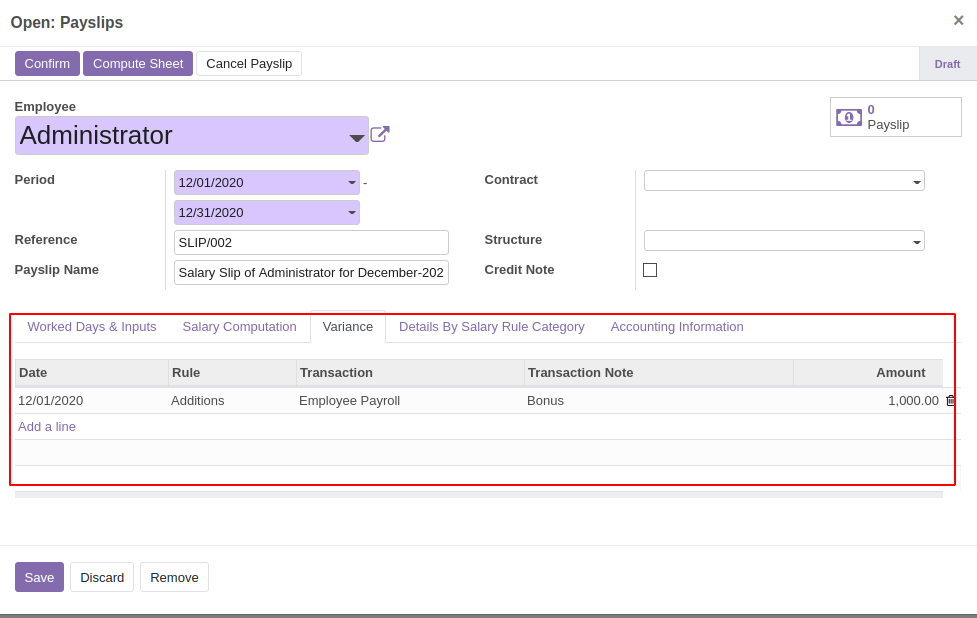 Open: Payslips ×
Confirm Compute Sheet Cancel Payslip Draft
Employee
Administrator
0
Payslip
Period 12/01/2020 - Contract
12/31/2020
Reference SLIP/002 Structure
Payslip Name Salary Slip of Administrator for December-202 Credit Note
Worked Days & Inputs Salary Computation Variance Details By Salary Rule Category Accounting Information
Date Rule Transaction Transaction Note Amount
12/01/2020 Additions Employee Payroll Bonus 1,000.00
Add a line
Save Discard Remove